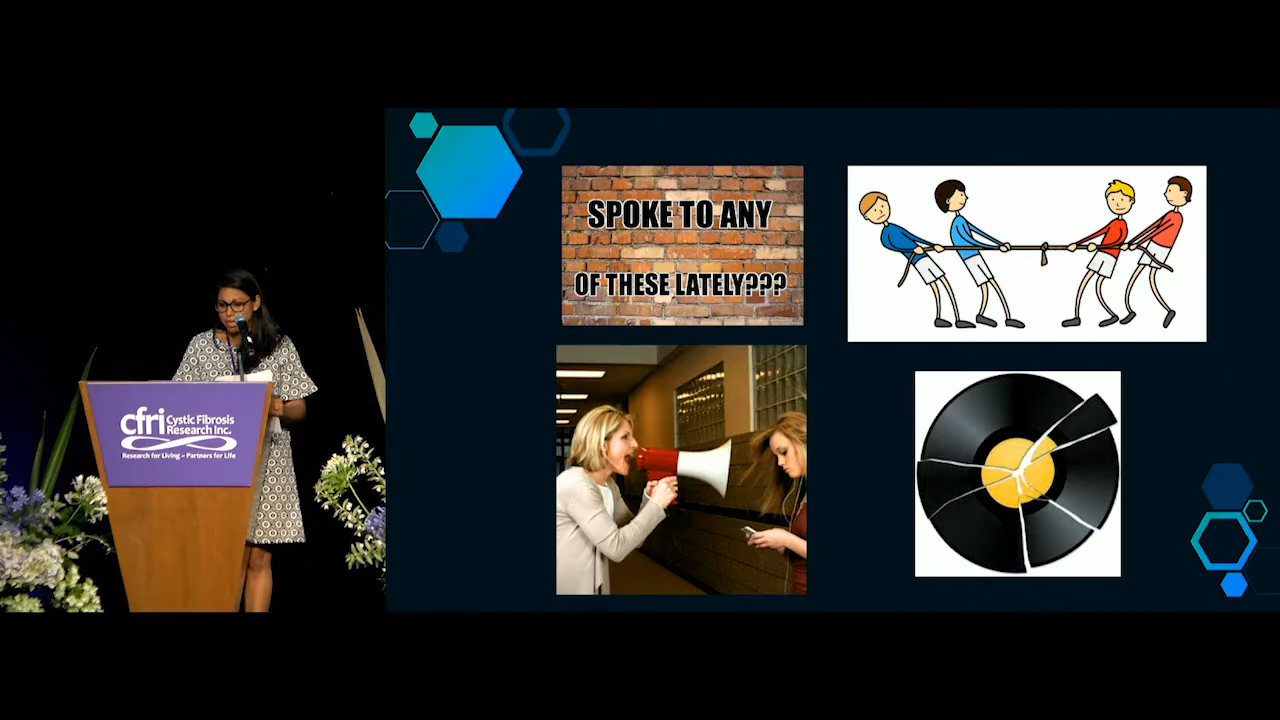 cfri Cystic Fibrosis
Research Inc.
Research for Living – Partners for Life
SPOKE TO ANY
OF THESE LATELY???